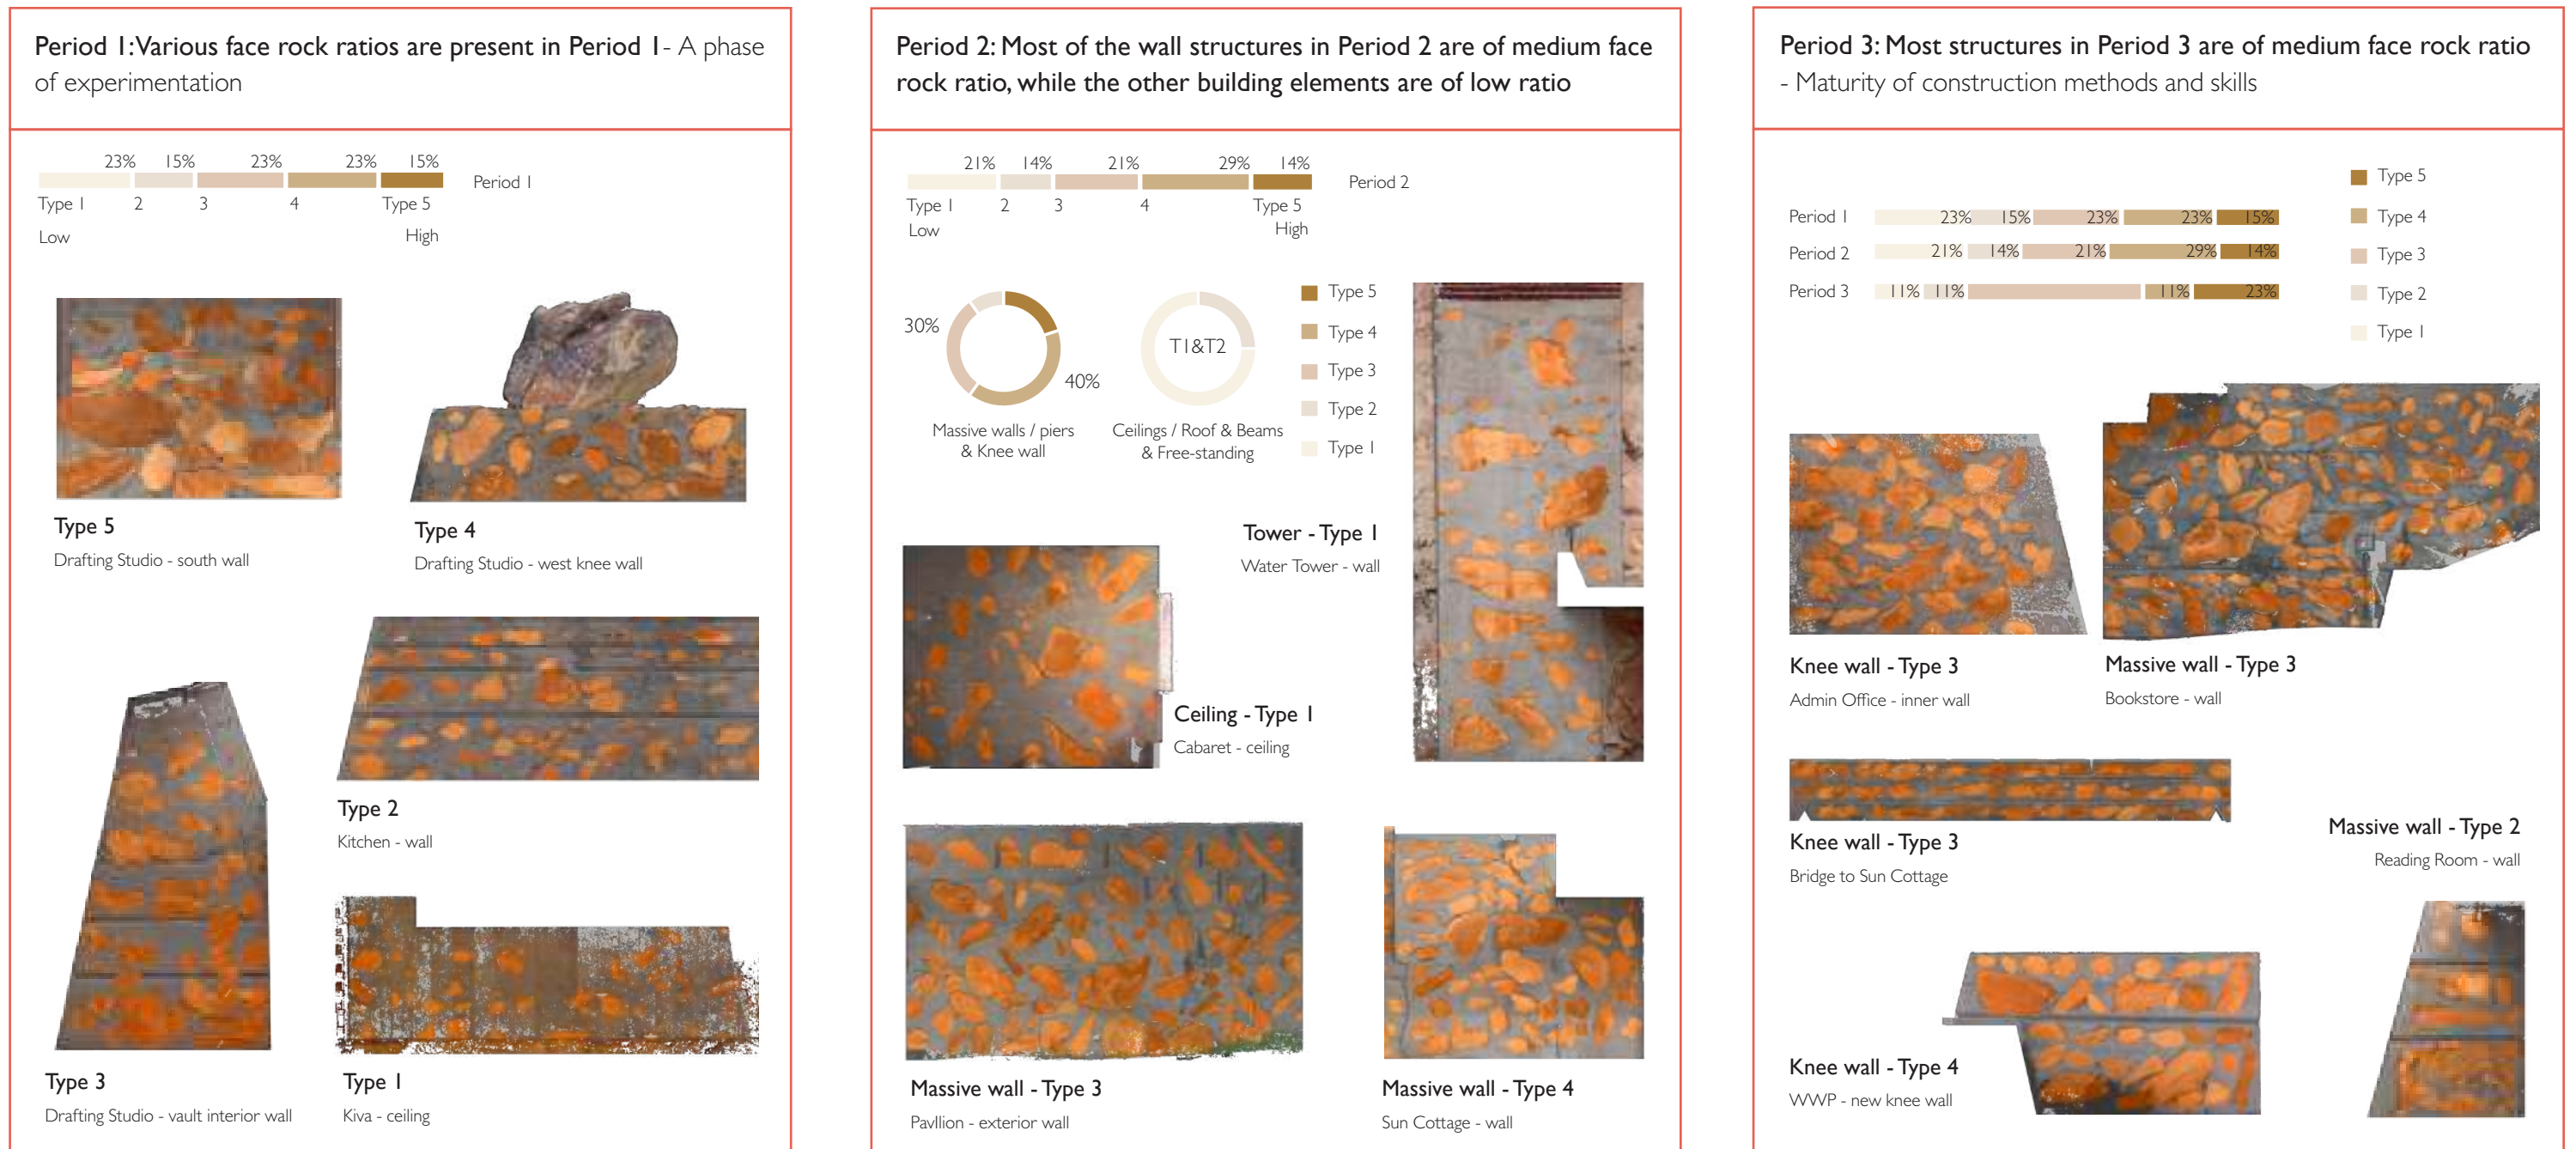 Period 1: Various face rock ratios are present in Period 1- A phase
of experimentation
23% 15% 23% 23% 15%
Period 1
Type 1 2 3 4 Type 5
Low High
Type 5
Drafting Studio - south wall
Type 4
Drafting Studio - west knee wall
Type 2
Kitchen - wall
Type 3
Drafting Studio - vault interior wall
Type 1
Kiva - ceiling
Period 2: Most of the wall structures in Period 2 are of medium face
rock ratio, while the other building elements are of low ratio
21% 14% 21% 29% 14%
Period 2
Type 1 2 3 4 Type 5
Low High
30%
40%
Massive walls / piers
& Knee wall
T1&T2
Ceilings / Roof & Beams
& Free-standing
Type 5
Type 4
Type 3
Type 2
Type 1
Tower - Type 1
Water Tower - wall
Ceiling - Type 1
Cabaret - ceiling
Massive wall - Type 3
Pavllion - exterior wall
Massive wall - Type 4
Sun Cottage - wall
Period 3: Most structures in Period 3 are of medium face rock ratio
- Maturity of construction methods and skills
Period 1 23% 15% 23% 23% 15%
Period 2 21% 14% 21% 29% 14%
Period 3 11% 11% 11% 23%
Type 5
Type 4
Type 3
Type 2
Type 1
Knee wall - Type 3
Admin Office - inner wall
Massive wall - Type 3
Bookstore - wall
Knee wall - Type 3
Bridge to Sun Cottage
Massive wall - Type 2
Reading Room - wall
Knee wall - Type 4
WWP - new knee wall